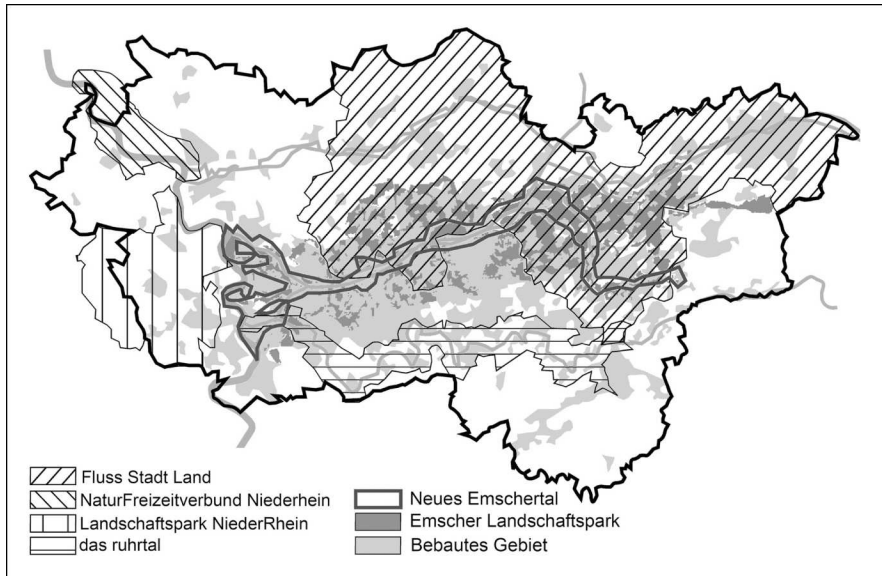 Fluss Stadt Land
NaturFreizeitverbund Niederhein
Landschaftspark NiederRhein
das ruhrtal
Neues Emschertal
Emscher Landschaftspark
Bebautes Gebiet